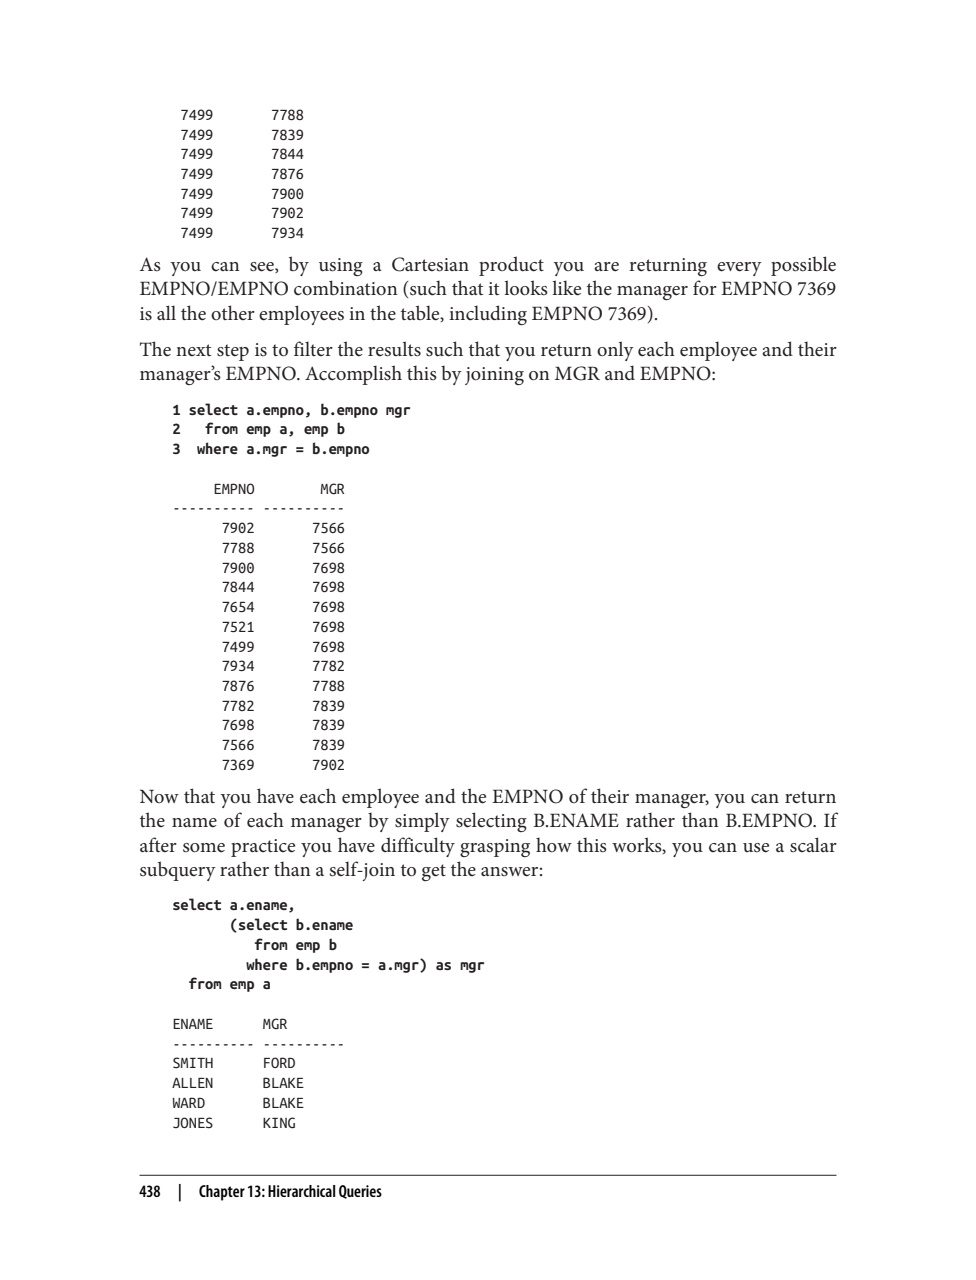 7499 7788
7499 7839
7499 7844
7499 7876
7499 7900
7499 7902
7499 7934
As you can see, by using a Cartesian product you are returning every possible
EMPNO/EMPNO combination (such that it looks like the manager for EMPNO 7369
is all the other employees in the table, including EMPNO 7369).
The next step is to filter the results such that you return only each employee and their
manager’s EMPNO. Accomplish this by joining on MGR and EMPNO:
1 select a.empno, b.empno mgr
2   from emp a, emp b
3  where a.mgr = b.empno
EMPNO MGR
---------- ----------
7902 7566
7788 7566
7900 7698
7844 7698
7654 7698
7521 7698
7499 7698
7934 7782
7876 7788
7782 7839
7698 7839
7566 7839
7369 7902
Now that you have each employee and the EMPNO of their manager, you can return
the name of each manager by simply selecting B.ENAME rather than B.EMPNO. If
after some practice you have difficulty grasping how this works, you can use a scalar
subquery rather than a self-join to get the answer:
select a.ename,
(select b.ename
from emp b
where b.empno = a.mgr) as mgr
from emp a
ENAME MGR
---------- ----------
SMITH FORD
ALLEN BLAKE
WARD BLAKE
JONES KING
438 | Chapter 13: Hierarchical Queries